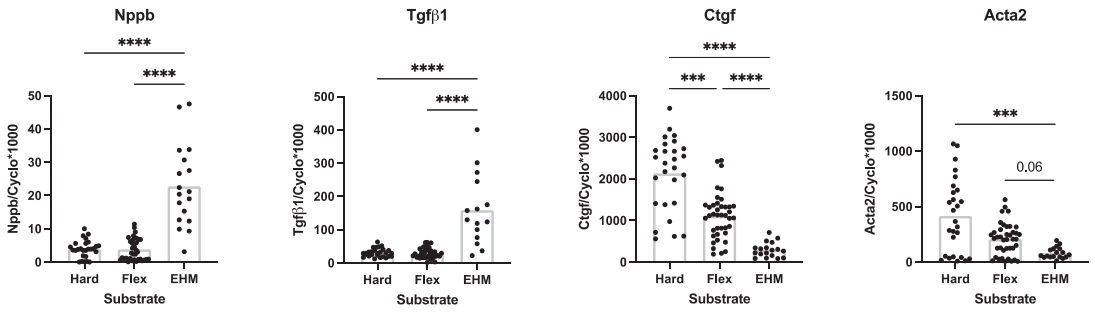 Nppb
****
****
Nppb/Cyclo*1000
50
40
30
20
10
0
Hard Flex EHM
Substrate
Tgfβ1
****
****
Tgfβ1/Cyclo*1000
500
400
300
200
100
0
Hard Flex EHM
Substrate
Ctgf
****
*** ****
Ctgf/Cyclo*1000
4000
3000
2000
1000
0
Hard Flex EHM
Substrate
Acta2
***
0.06
Acta2/Cyclo*1000
1500
1000
500
0
Hard Flex EHM
Substrate